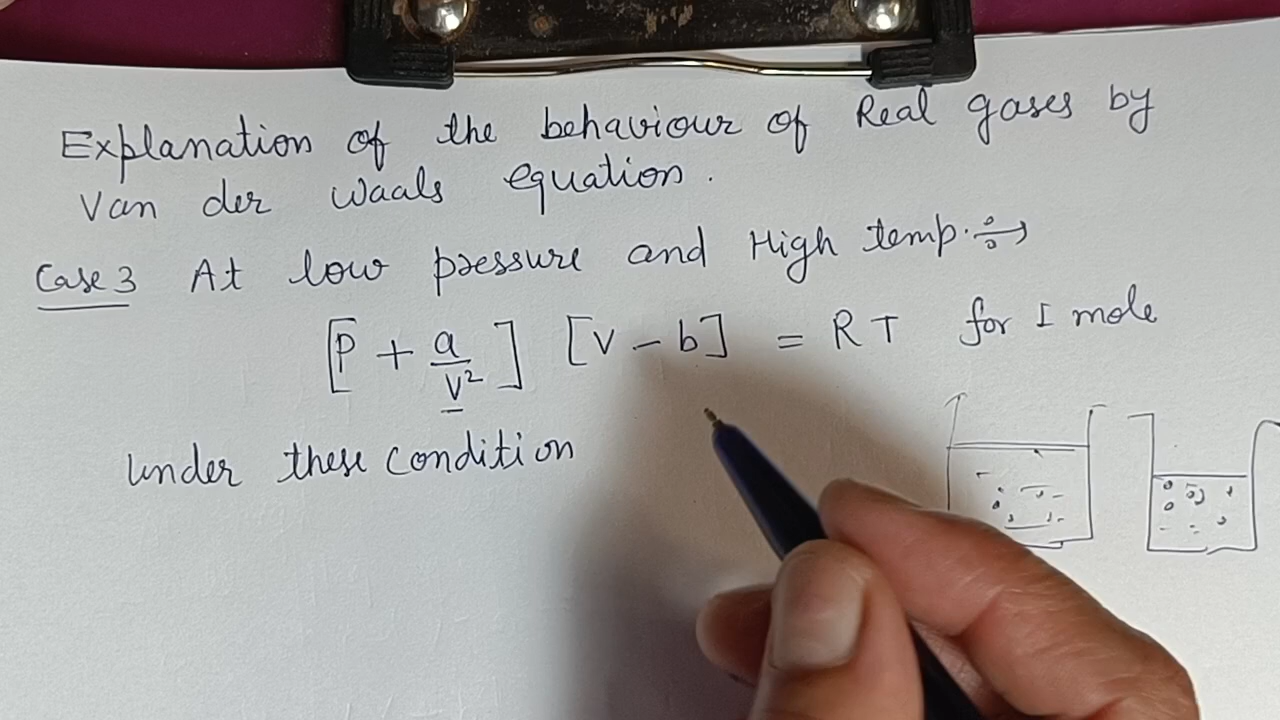 Explanation of the behaviour of Real gases by
Van der Waals equation.
Case 3 At low pressure and High temp. ÷→
[P + a/V²] [V - b] = RT for 1 mole
under these condition